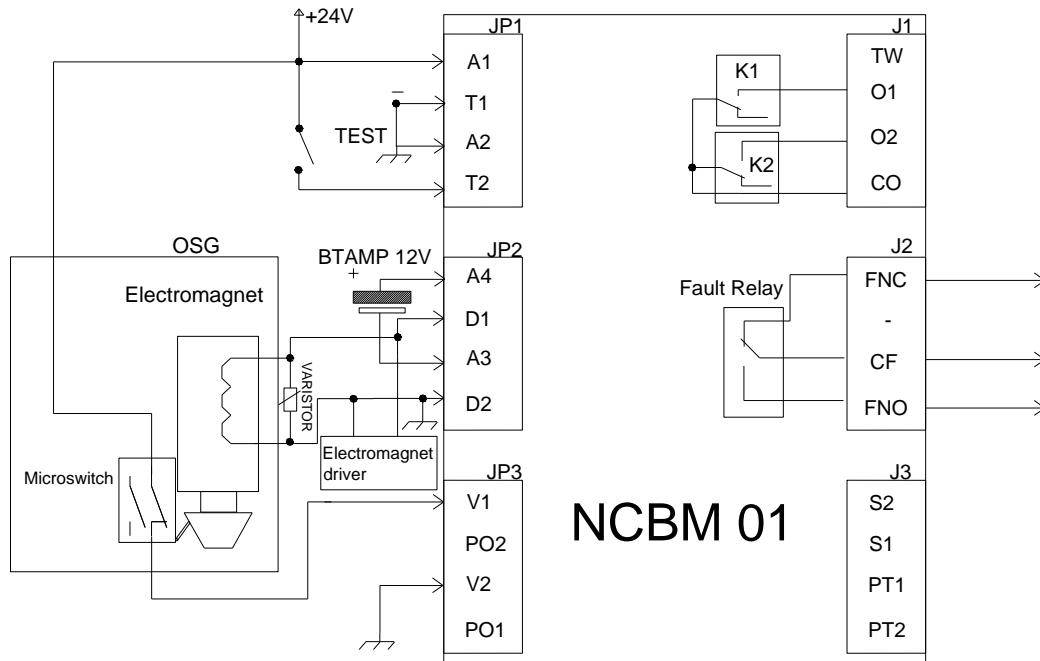 +24V
JP1
A1
T1
A2
T2
TEST
J1
TW
O1
O2
CO
K1
K2
OSG
Electromagnet
VARISTOR
Microswitch
BTAMP 12V
+
JP2
A4
D1
A3
D2
Electromagnet
driver
Fault Relay
J2
FNC
-
CF
FNO
JP3
V1
PO2
V2
PO1
NCBM 01
J3
S2
S1
PT1
PT2